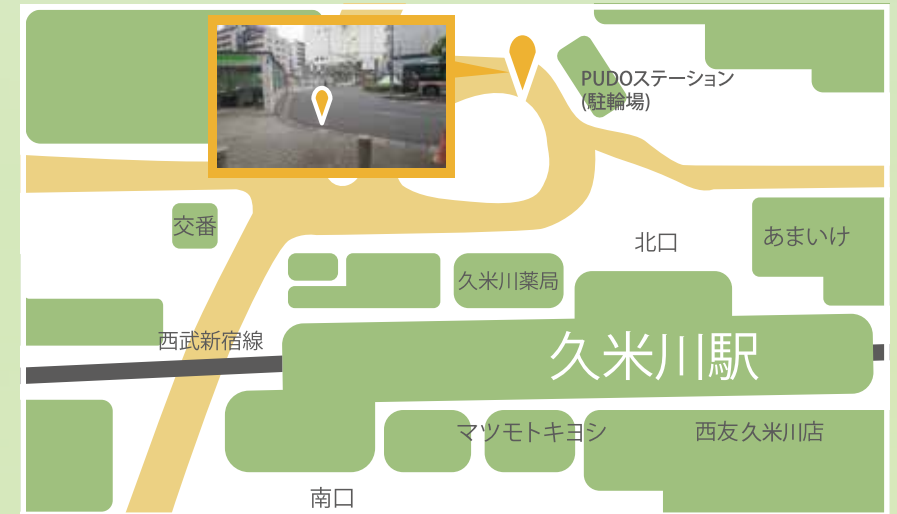 PUDOステーション
(駐輪場)
交番
北口
あまいけ
久米川薬局
西武新宿線
久米川駅
マツモトキヨシ
西友久米川店
南口